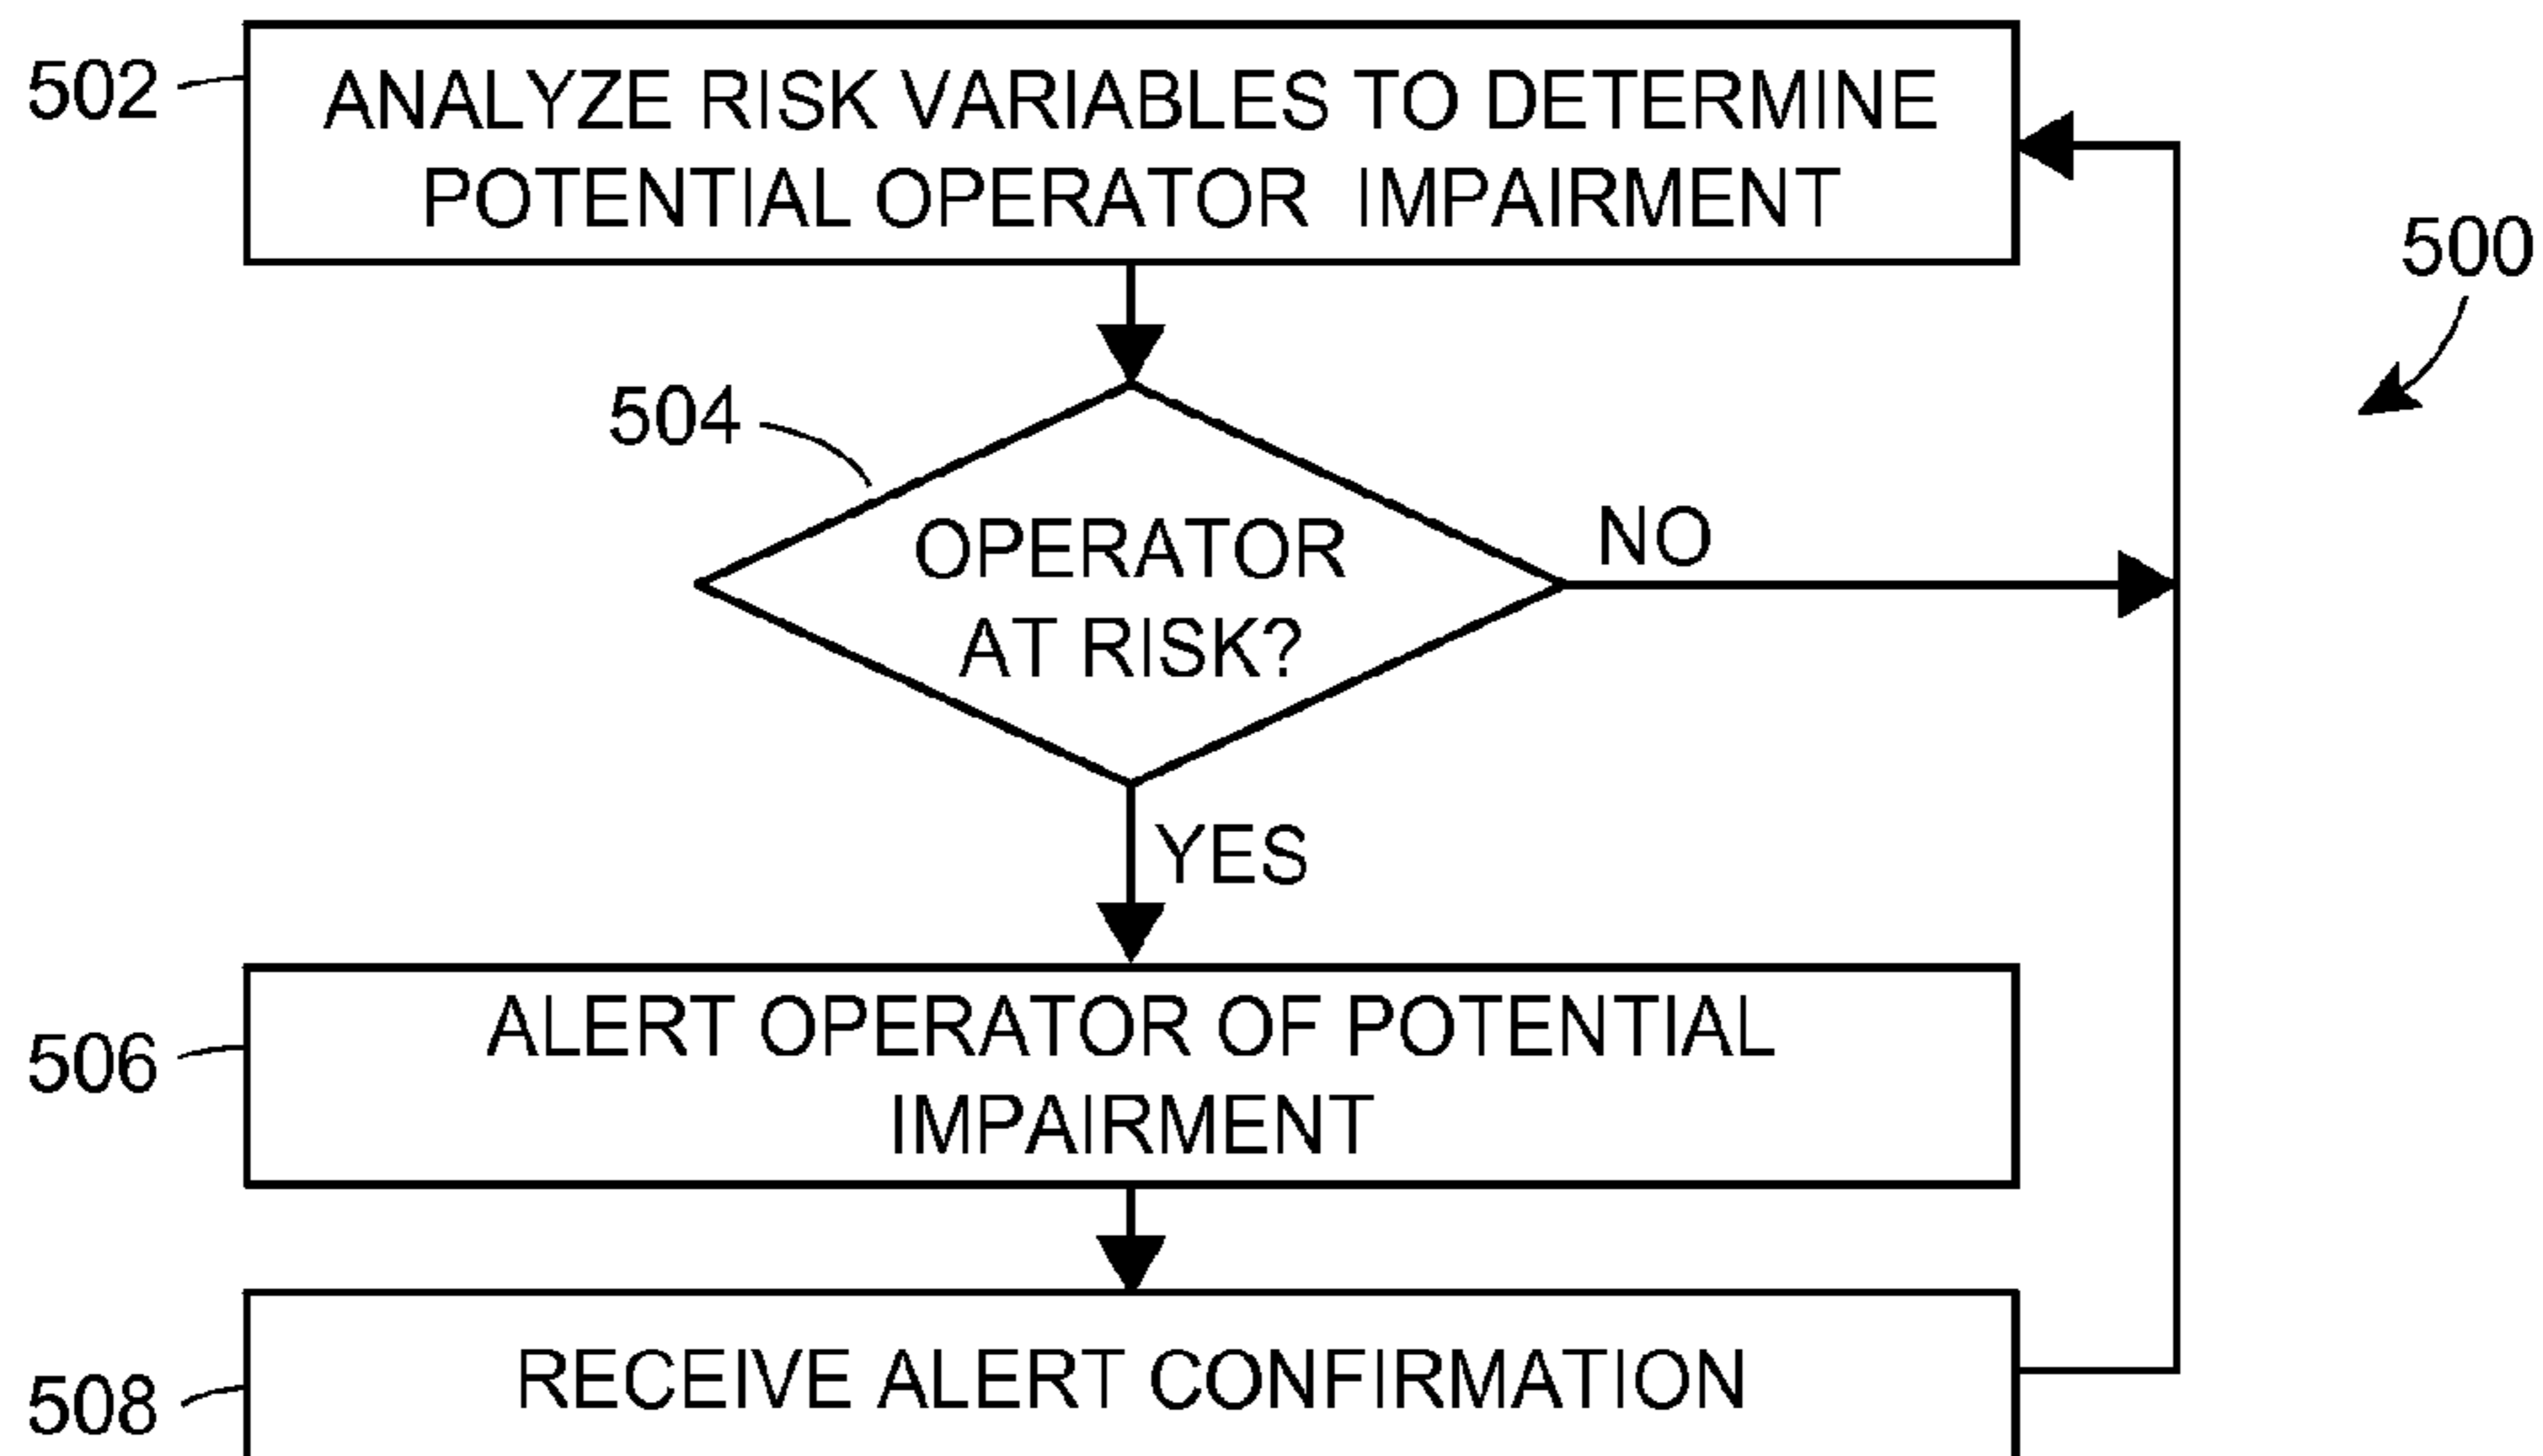 502
ANALYZE RISK VARIABLES TO DETERMINE
POTENTIAL OPERATOR IMPAIRMENT
500
504
OPERATOR
AT RISK?
NO
YES
506
ALERT OPERATOR OF POTENTIAL
IMPAIRMENT
508
RECEIVE ALERT CONFIRMATION